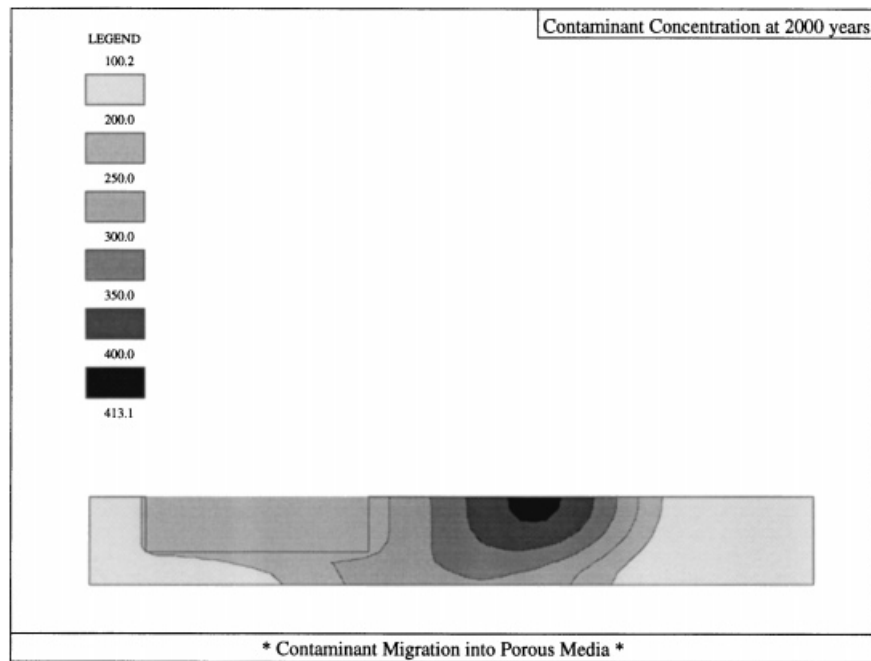 Contaminant Concentration at 2000 years
LEGEND
100.2
200.0
250.0
300.0
350.0
400.0
413.1
* Contaminant Migration into Porous Media *